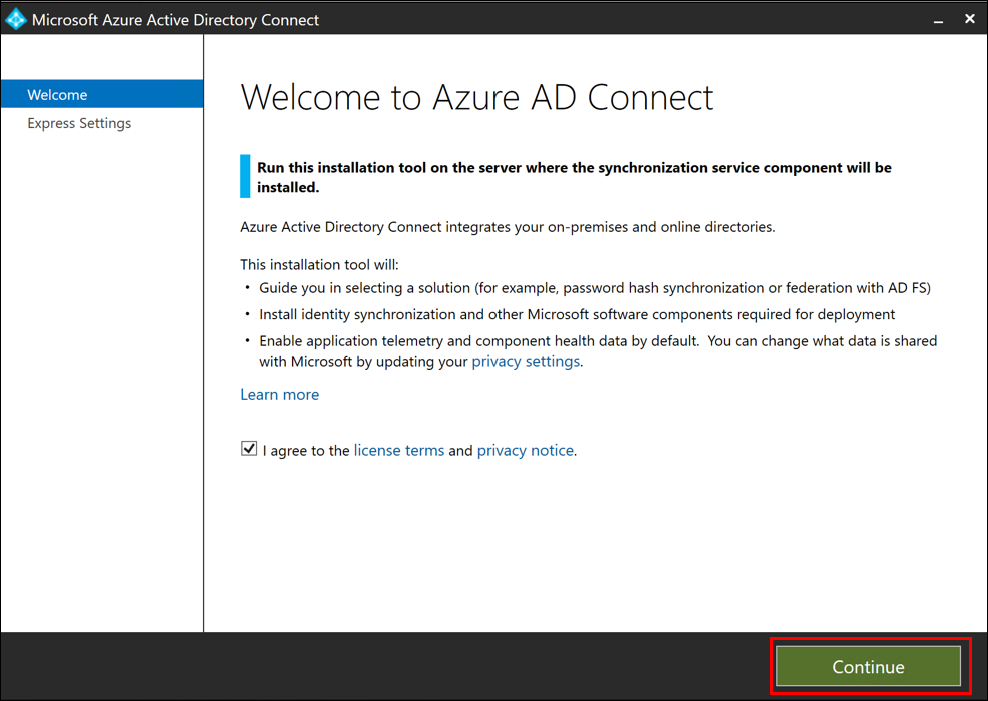 Microsoft Azure Active Directory Connect
Welcome
Express Settings
Welcome to Azure AD Connect
Run this installation tool on the server where the synchronization service component will be
installed.
Azure Active Directory Connect integrates your on-premises and online directories.
This installation tool will:
• Guide you in selecting a solution (for example, password hash synchronization or federation with AD FS)
• Install identity synchronization and other Microsoft software components required for deployment
• Enable application telemetry and component health data by default.  You can change what data is shared
with Microsoft by updating your privacy settings.
Learn more
I agree to the license terms and privacy notice.
Continue